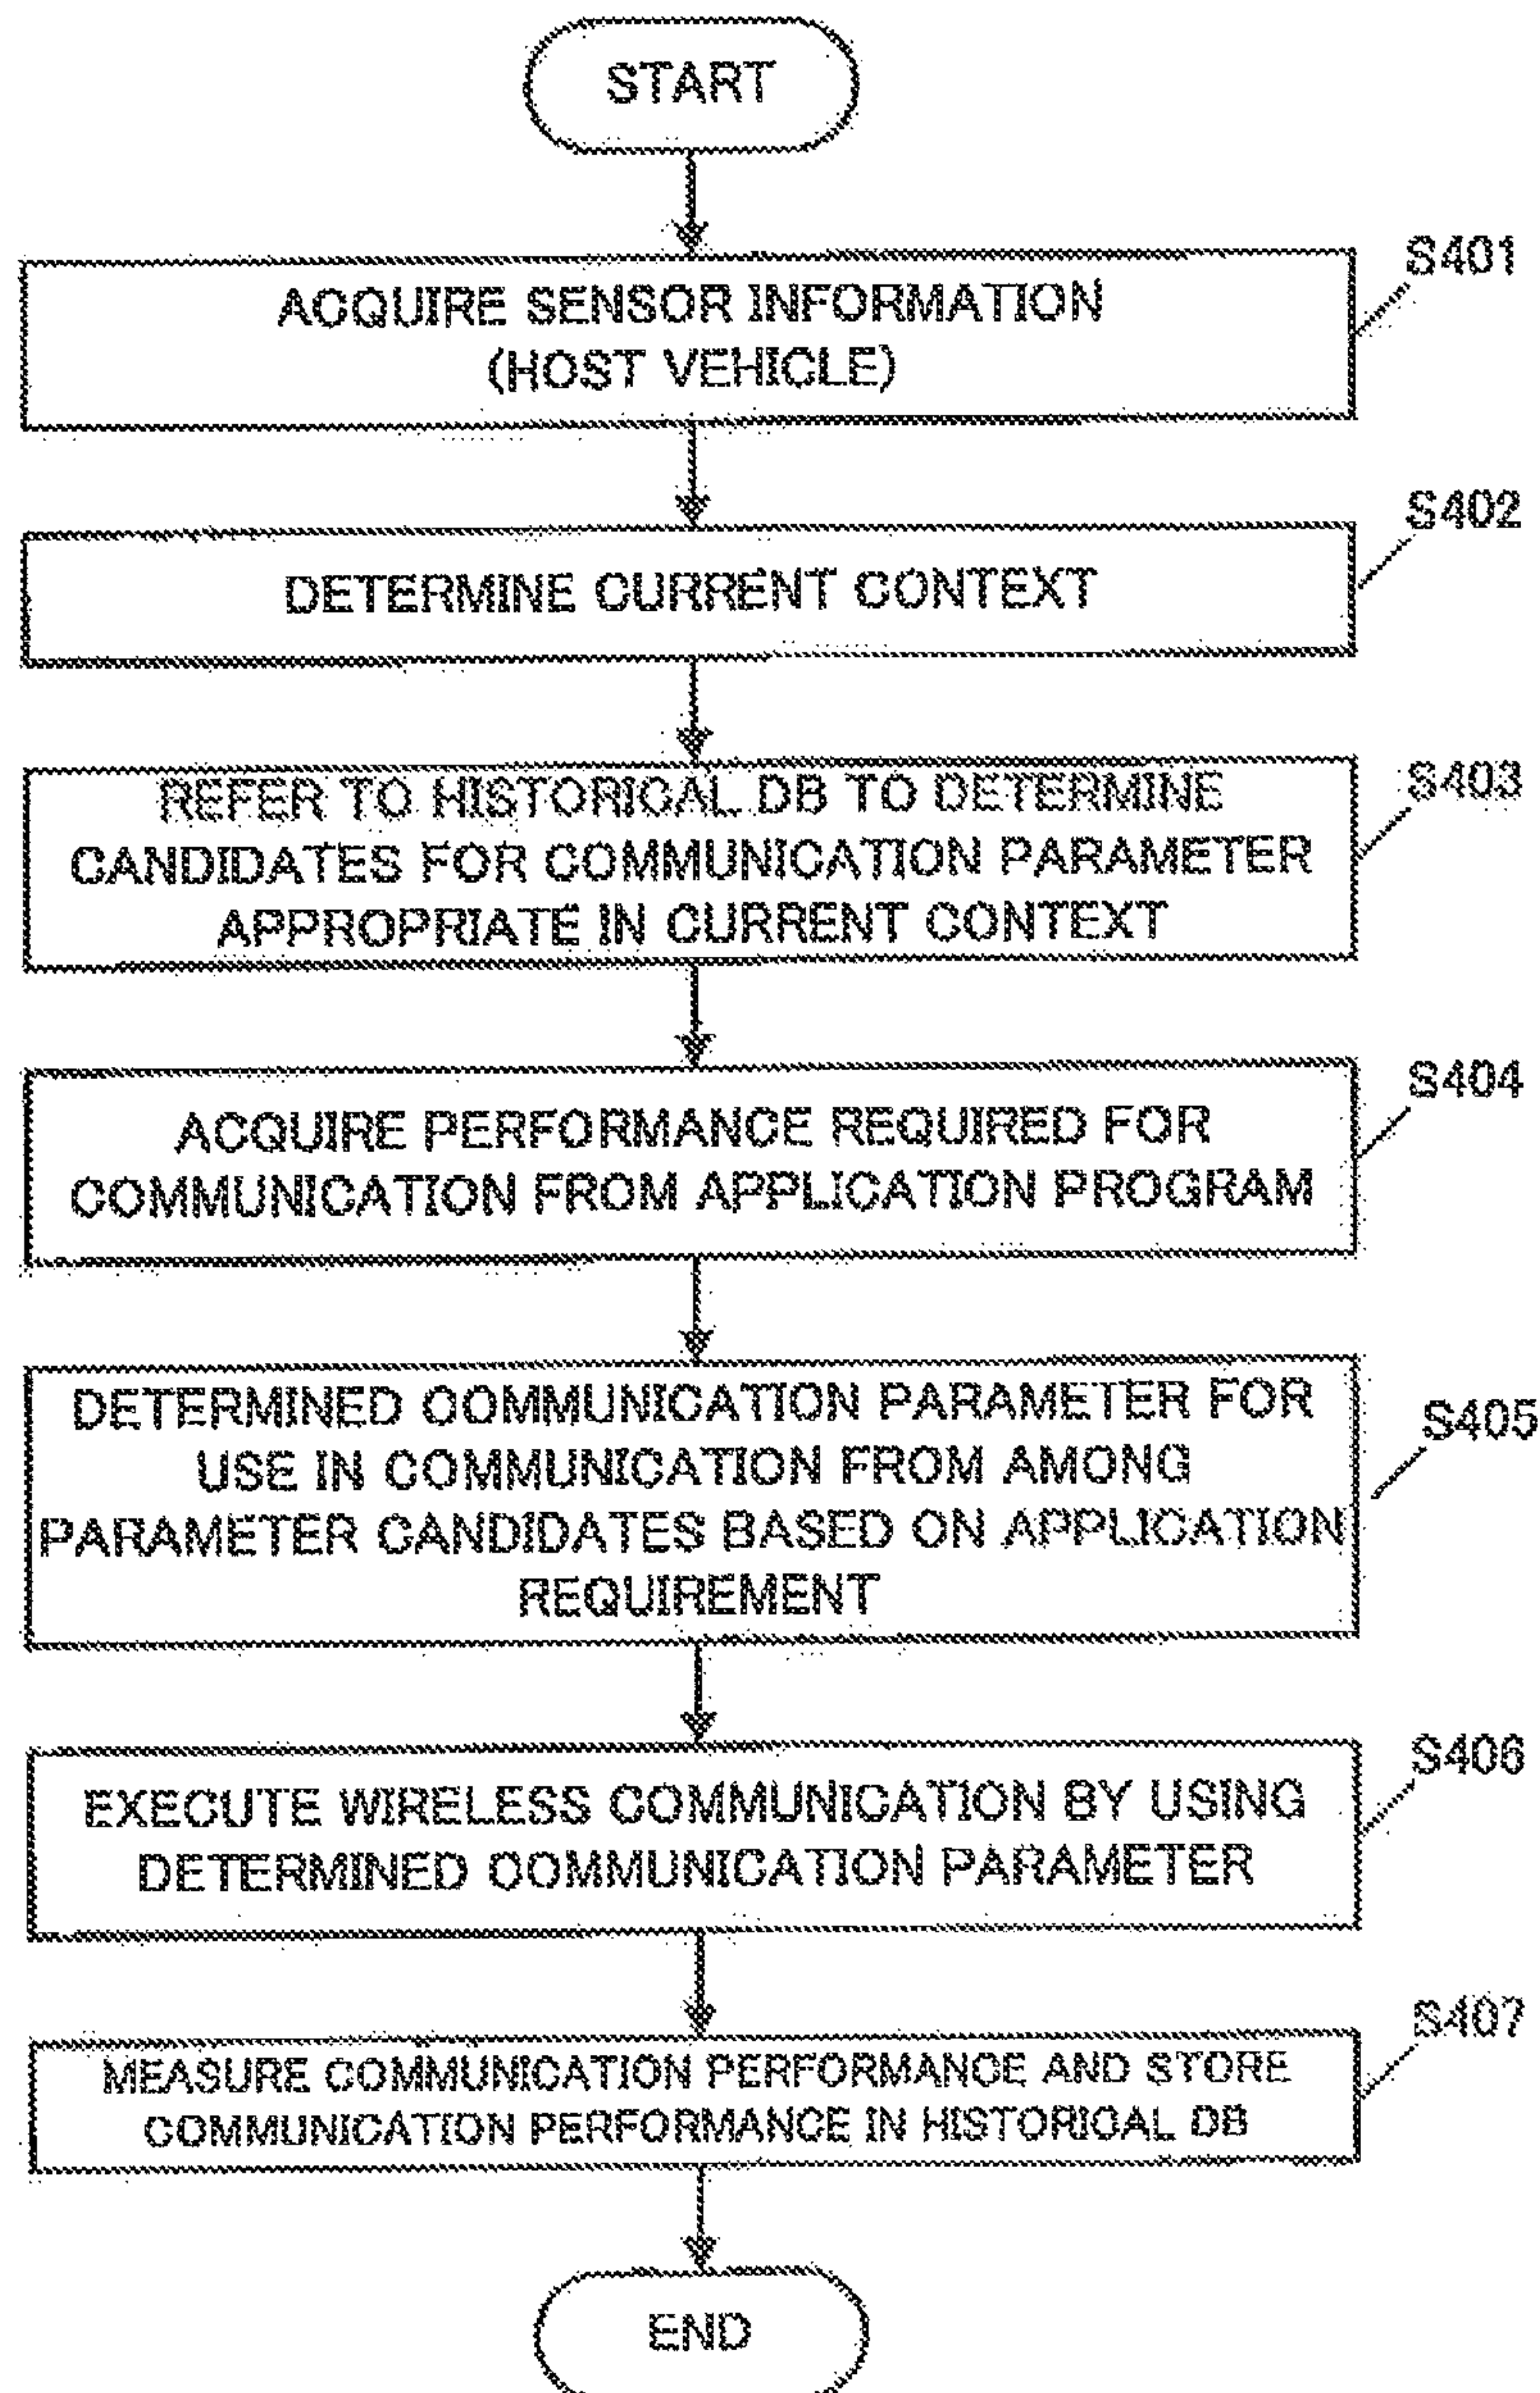 START
S401
ACQUIRE SENSOR INFORMATION
(HOST VEHICLE)
S402
DETERMINE CURRENT CONTEXT
S403
REFER TO HISTORICAL DB TO DETERMINE
CANDIDATES FOR COMMUNICATION PARAMETER
APPROPRIATE IN CURRENT CONTEXT
S404
ACQUIRE PERFORMANCE REQUIRED FOR
COMMUNICATION FROM APPLICATION PROGRAM
S405
DETERMINED COMMUNICATION PARAMETER FOR
USE IN COMMUNICATION FROM AMONG
PARAMETER CANDIDATES BASED ON APPLICATION
REQUIREMENT
S406
EXECUTE WIRELESS COMMUNICATION BY USING
DETERMINED COMMUNICATION PARAMETER
S407
MEASURE COMMUNICATION PERFORMANCE AND STORE
COMMUNICATION PERFORMANCE IN HISTORICAL DB
END